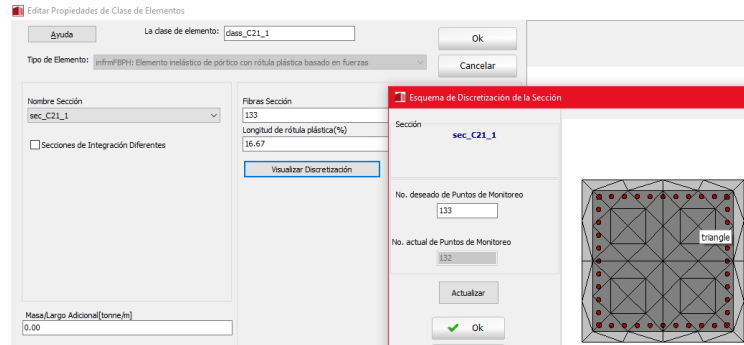 Editar Propiedades de Clase de Elementos
Ayuda
La clase de elemento:
class_C21_1
Ok
Tipo de Elemento:
infrmFBPH: Elemento inelástico de pórtico con rótula plástica basado en fuerzas
Cancelar
Nombre Sección
sec_C21_1
Secciones de Integración Diferentes
Fibras Sección
133
Longitud de rótula plástica(%)
16.67
Visualizar Discretización
Masa/Largo Adicional[tonne/m]
0.00
Esquema de Discretización de la Sección
Sección
sec_C21_1
No. deseado de Puntos de Monitoreo
133
No. actual de Puntos de Monitoreo
132
Actualizar
Ok
triangle